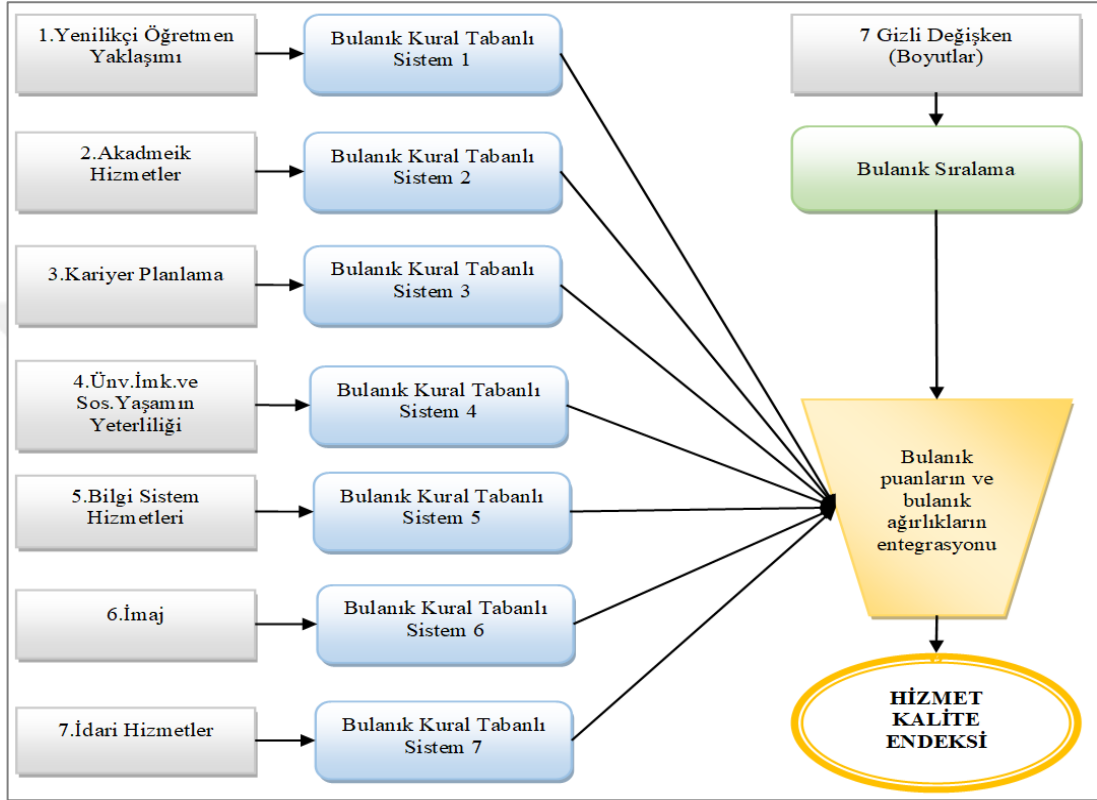 1.Yenilikçi Öğretmen
Yaklaşımı
Bulanık Kural Tabanlı
Sistem 1
2.Akadmeik
Hizmetler
Bulanık Kural Tabanlı
Sistem 2
3.Kariyer Planlama
Bulanık Kural Tabanlı
Sistem 3
4.Ünv.İmk.ve
Sos.Yaşamın
Yeterliliği
Bulanık Kural Tabanlı
Sistem 4
5.Bilgi Sistem
Hizmetleri
Bulanık Kural Tabanlı
Sistem 5
6.İmaj
Bulanık Kural Tabanlı
Sistem 6
7.İdari Hizmetler
Bulanık Kural Tabanlı
Sistem 7
7 Gizli Değişken
(Boyutlar)
Bulanık Sıralama
Bulanık
puanların ve
bulanık
ağırlıkların
entegrasyonu
HİZMET
KALİTE
ENDEKSİ